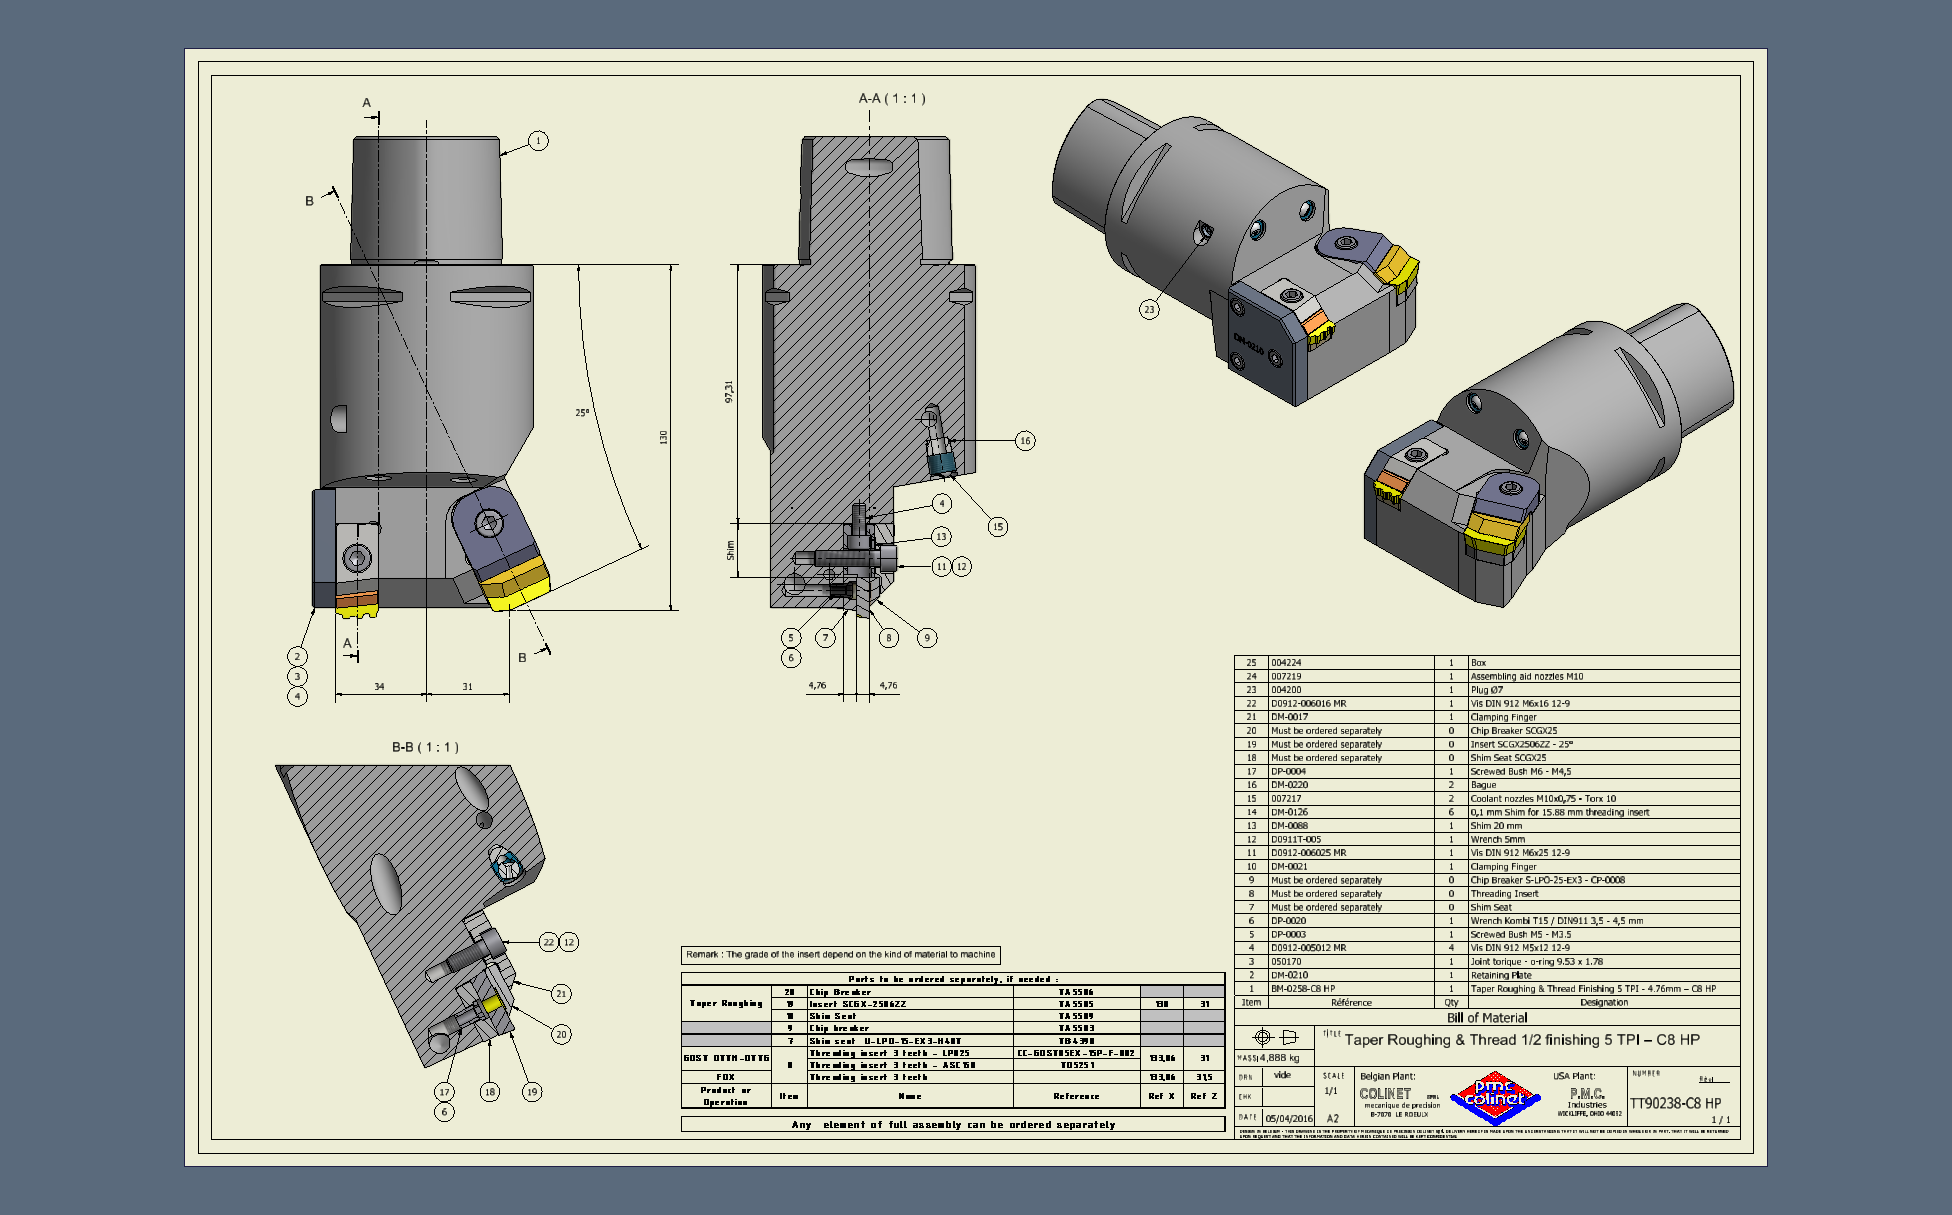 A
1
B
25°
130
A
B
2
3
4
34
31
A-A ( 1 : 1 )
97,31
Shim
16
4
15
13
11
12
5
6
7
8
9
4,76
4,76
23
DM-0210
B-B ( 1 : 1 )
22
12
21
20
17
18
19
6
Remark : The grade of the insert depend on the kind of material to machine
Parts to be ordered separately, if needed :
Taper Roughing
20 Chip Breaker TA5506
19 Insert SCGX-2506ZZ TA5505 130 31
18 Shim Seat TA5509
9 Chip breaker TA5503
7 Shim seat U-LPO-15-EX3-H40T TB4390
GOST OTTM-OTTG 8 Threading insert 3 teeth - LP025 CC-GOST05EX-15P-F-002 133,06 31
Threading insert 3 teeth - ASC150 TD5251
FOX Threading insert 3 teeth 133,06 31,5
Product or Operation Item Name Reference Ref X Ref Z
Any element of full assembly can be ordered separately
25 004224 1 Box
24 007219 1 Assembling aid nozzles M10
23 004200 1 Plug Ø7
22 D0912-006016 MR 1 Vis DIN 912 M6x16 12-9
21 DM-0017 1 Clamping Finger
20 Must be ordered separately 0 Chip Breaker SCGX25
19 Must be ordered separately 0 Insert SCGX2506ZZ - 25°
18 Must be ordered separately 0 Shim Seat SCGX25
17 DP-0004 1 Screwed Bush M6 - M4,5
16 DM-0220 2 Bague
15 007217 2 Coolant nozzles M10x0,75 - Torx 10
14 DM-0126 6 0,1 mm Shim for 15.88 mm threading insert
13 DM-0088 1 Shim 20 mm
12 D0911T-005 1 Wrench 5mm
11 D0912-006025 MR 1 Vis DIN 912 M6x25 12-9
10 DM-0021 1 Clamping Finger
9 Must be ordered separately 0 Chip Breaker S-LPO-25-EX3 - CP-0008
8 Must be ordered separately 0 Threading Insert
7 Must be ordered separately 0 Shim Seat
6 DP-0020 1 Wrench Kombi T15 / DIN911 3,5 - 4,5 mm
5 DP-0003 1 Screwed Bush M5 - M3.5
4 D0912-005012 MR 4 Vis DIN 912 M5x12 12-9
3 050170 1 Joint torique - o-ring 9.53 x 1.78
2 DM-0210 1 Retaining Plate
1 BM-0258-C8 HP 1 Taper Roughing & Thread Finishing 5 TPI - 4.76mm – C8 HP
Item Référence Qty Designation
Bill of Material
TITLE Taper Roughing & Thread 1/2 finishing 5 TPI – C8 HP
MASS 4,888 kg
DRN vide
CHK
DATE 05/04/2016
SCALE
1/1
A2
Belgian Plant:
COLINET SPRL
mecanique de precision
B-7070 LE ROEULX
pmc colinet
USA Plant:
P.M.C.
Industries
WICKLIFFE, OHIO 44092
NUMBER
TT90238-C8 HP
1 / 1